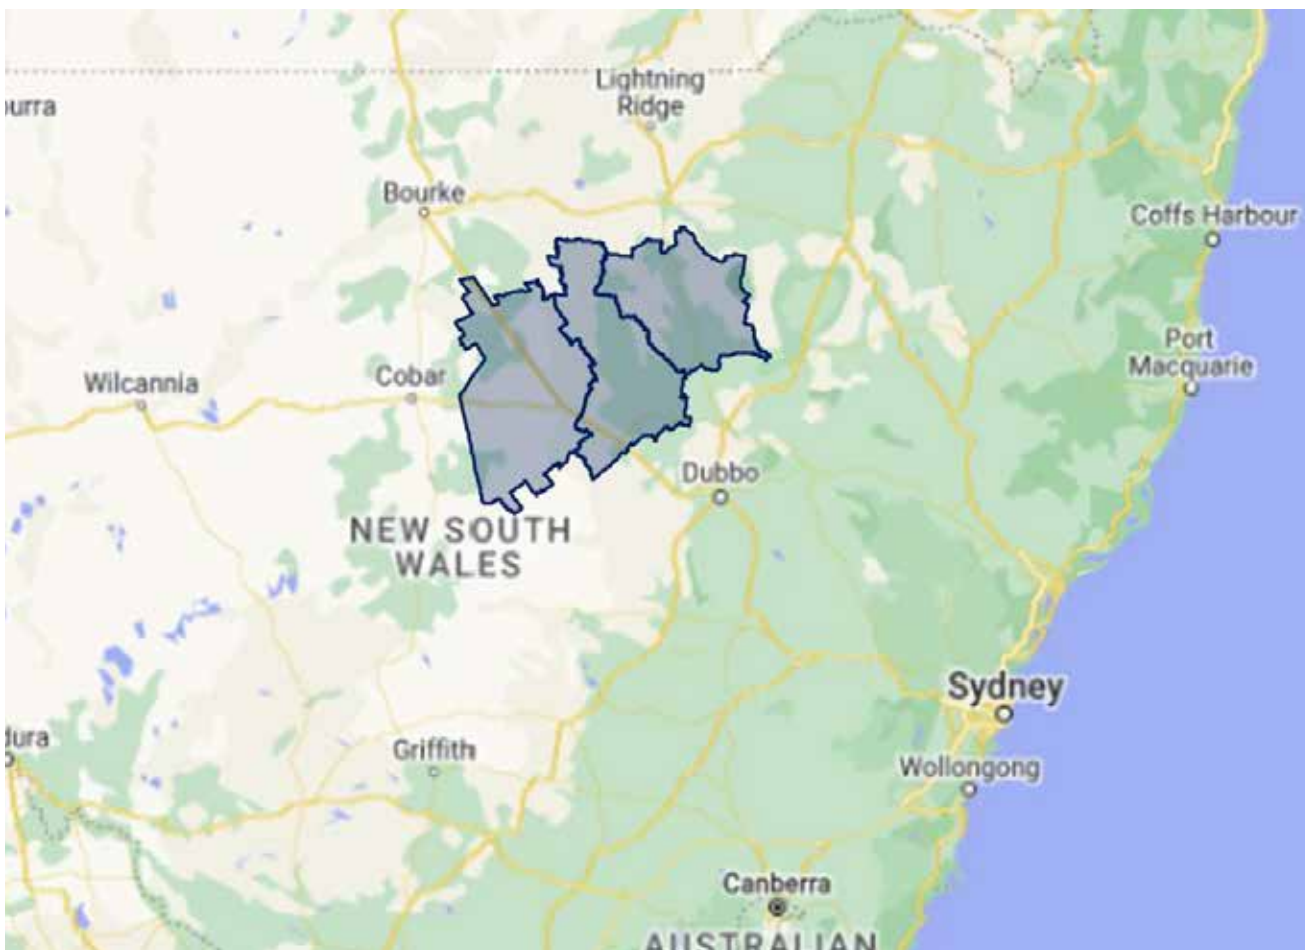 Lightning
Ridge
urra
Bourke
Coffs Harbour
Port
Macquarie
Wilcannia
Cobar
Dubbo
NEW SOUTH
WALES
Sydney
dura
Griffith
Wollongong
Canberra
AUSTRALIAN